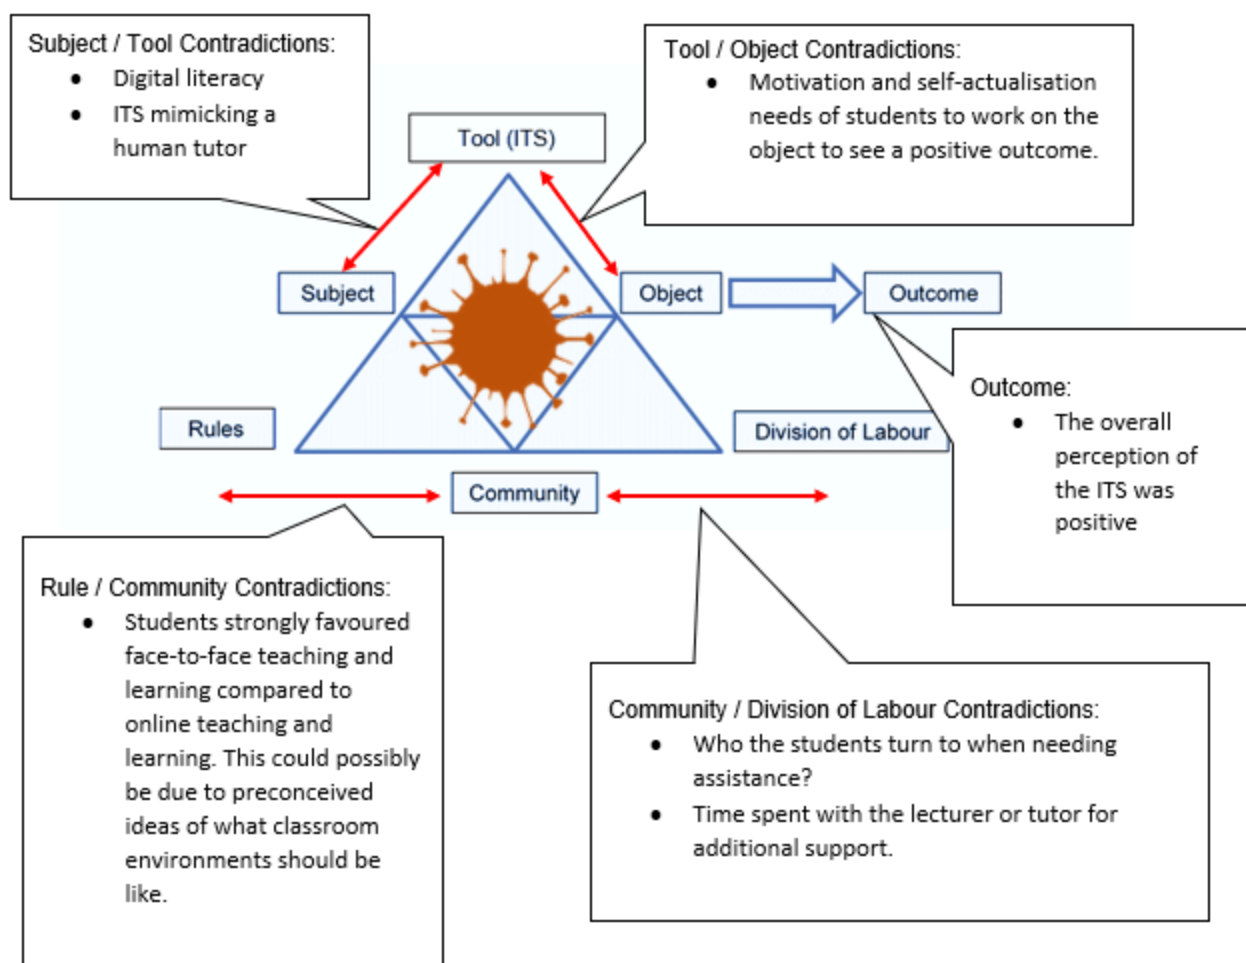 Subject / Tool Contradictions:
● Digital literacy
● ITS mimicking a
human tutor
Tool / Object Contradictions:
● Motivation and self-actualisation
needs of students to work on the
object to see a positive outcome.
Tool (ITS)
Subject
Object
Outcome
Rules
Community
Division of Labour
Outcome:
● The overall
perception of
the ITS was
positive
Rule / Community Contradictions:
● Students strongly favoured
face-to-face teaching and
learning compared to
online teaching and
learning. This could possibly
be due to preconceived
ideas of what classroom
environments should be
like.
Community / Division of Labour Contradictions:
● Who the students turn to when needing
assistance?
● Time spent with the lecturer or tutor for
additional support.